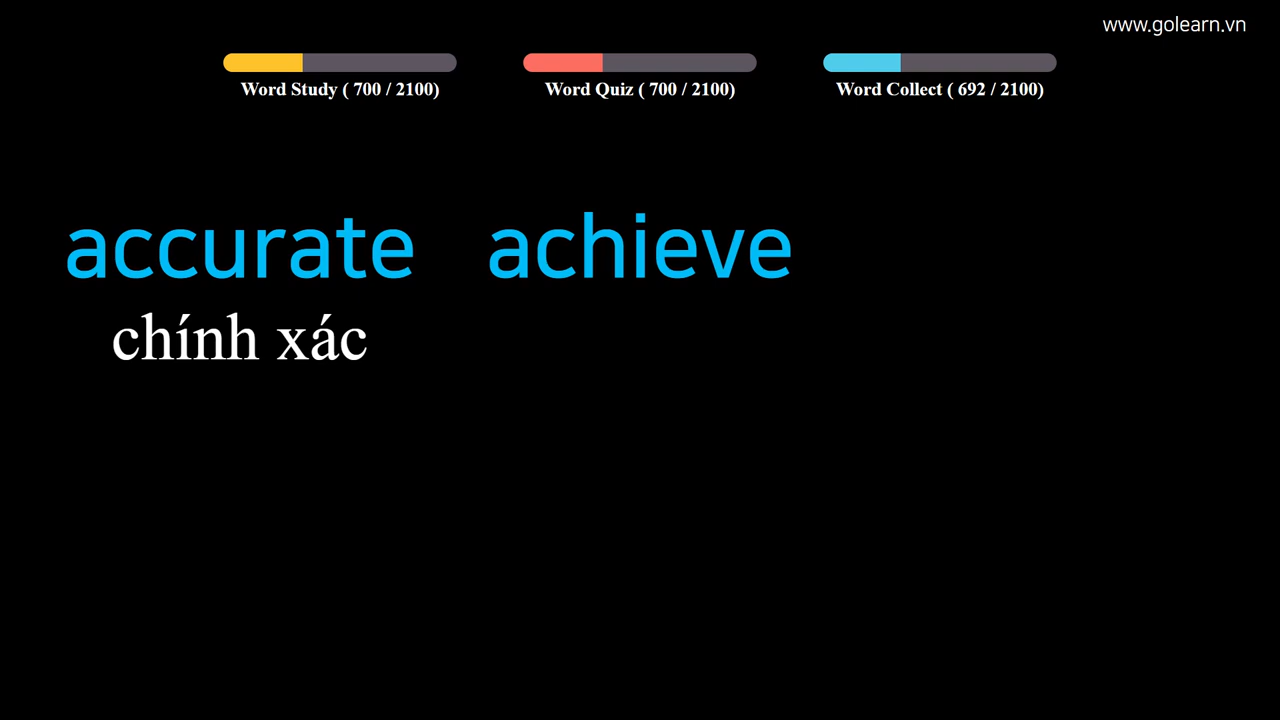 www.golearn.vn
Word Study ( 700 / 2100)
Word Quiz ( 700 / 2100)
Word Collect ( 692 / 2100)
accurate achieve
chính xác